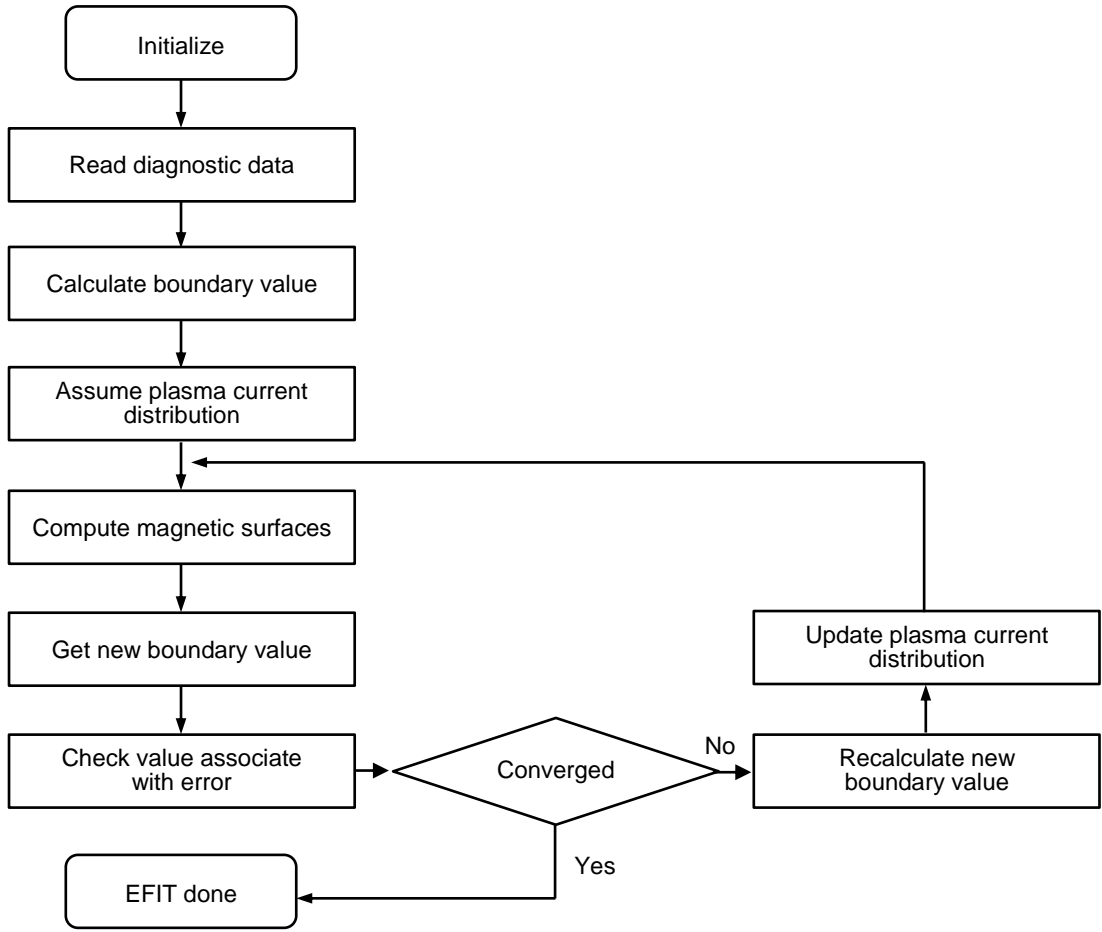 Initialize
Read diagnostic data
Calculate boundary value
Assume plasma current
distribution
Compute magnetic surfaces
Get new boundary value
Check value associate
with error
Converged
No
Recalculate new
boundary value
Update plasma current
distribution
Yes
EFIT done